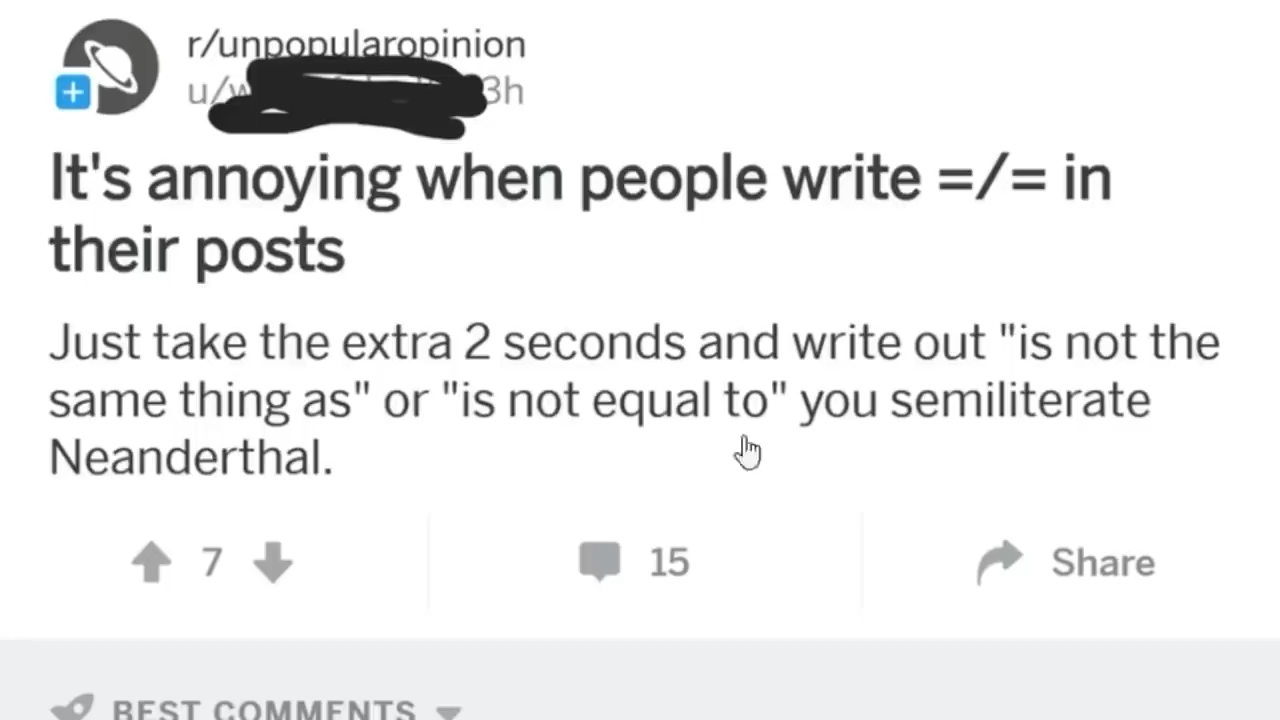 r/unpopularopinion
3h
It's annoying when people write =/= in
their posts
Just take the extra 2 seconds and write out "is not the
same thing as" or "is not equal to" you semiliterate
Neanderthal.
7
15
Share
BEST COMMENTS